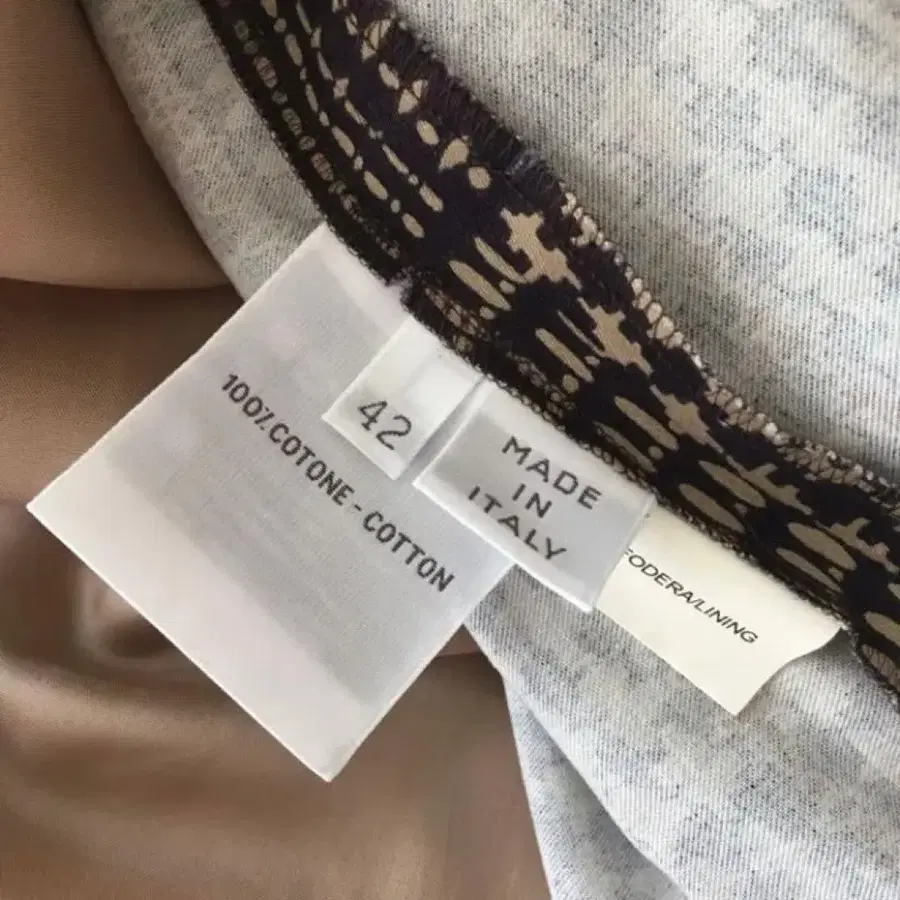 100% COTONE - COTTON
42
MADE
IN
ITALY
FODERA/LINING